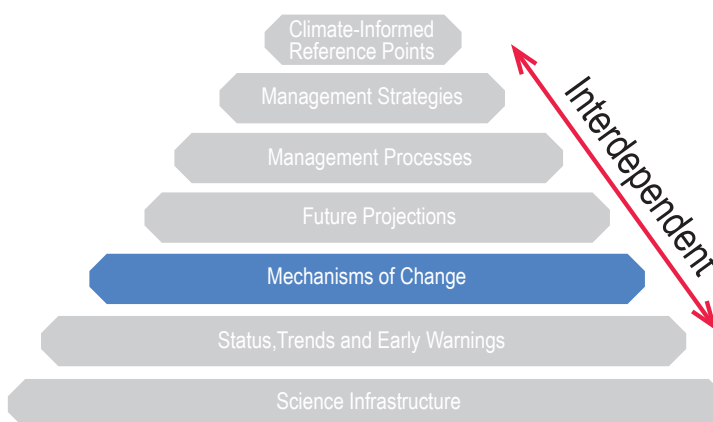 Climate-Informed
Reference Points
Management Strategies
Interdependent
Management Processes
Future Projections
Mechanisms of Change
Status,Trends and Early Warnings
Science Infrastructure